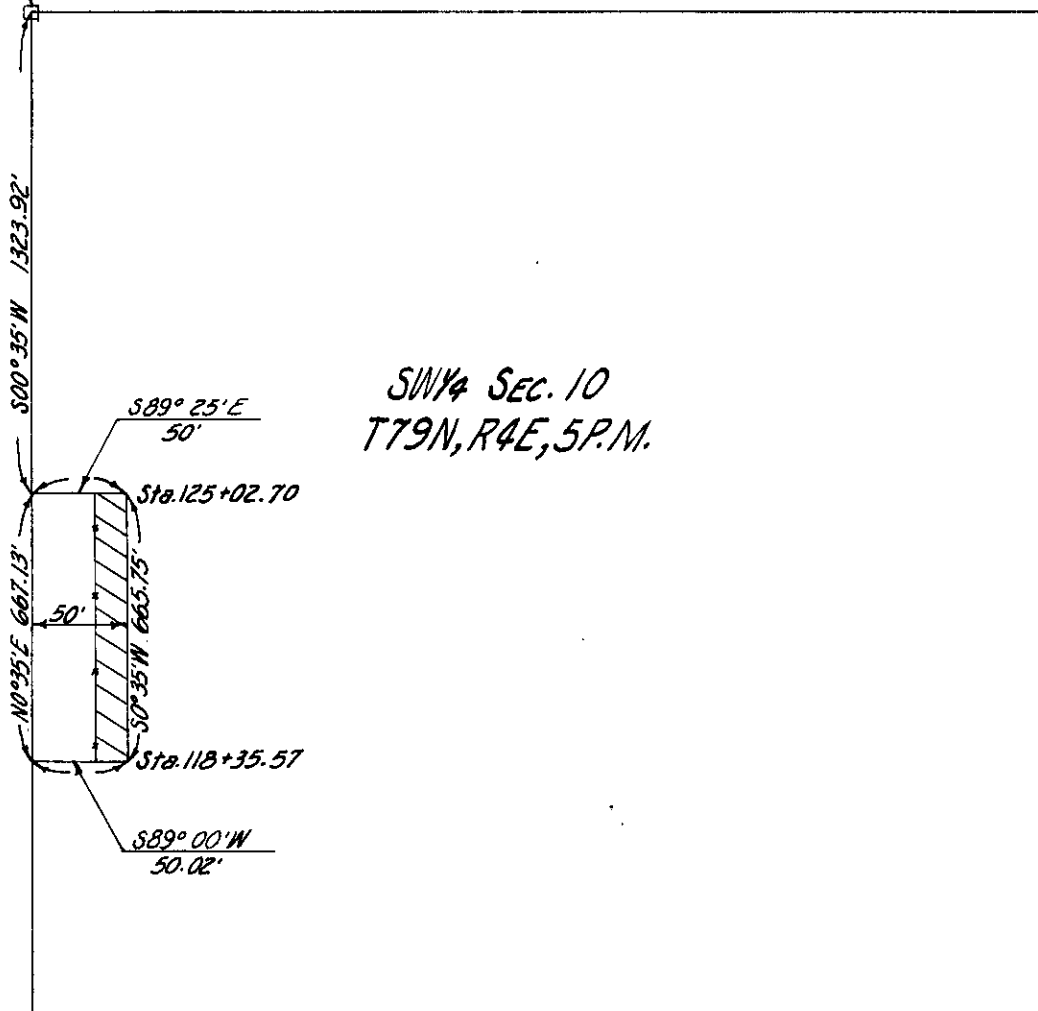 S00°35'W 1323.92'
SW¼ SEC. 10
T79N, R4E, 5P.M.
S89° 25'E
50'
Sta.125+02.70
N0°35'E 667.13'
50'
S0°35'W 665.75'
Sta.118+35.57
S89° 00'W
50.02'